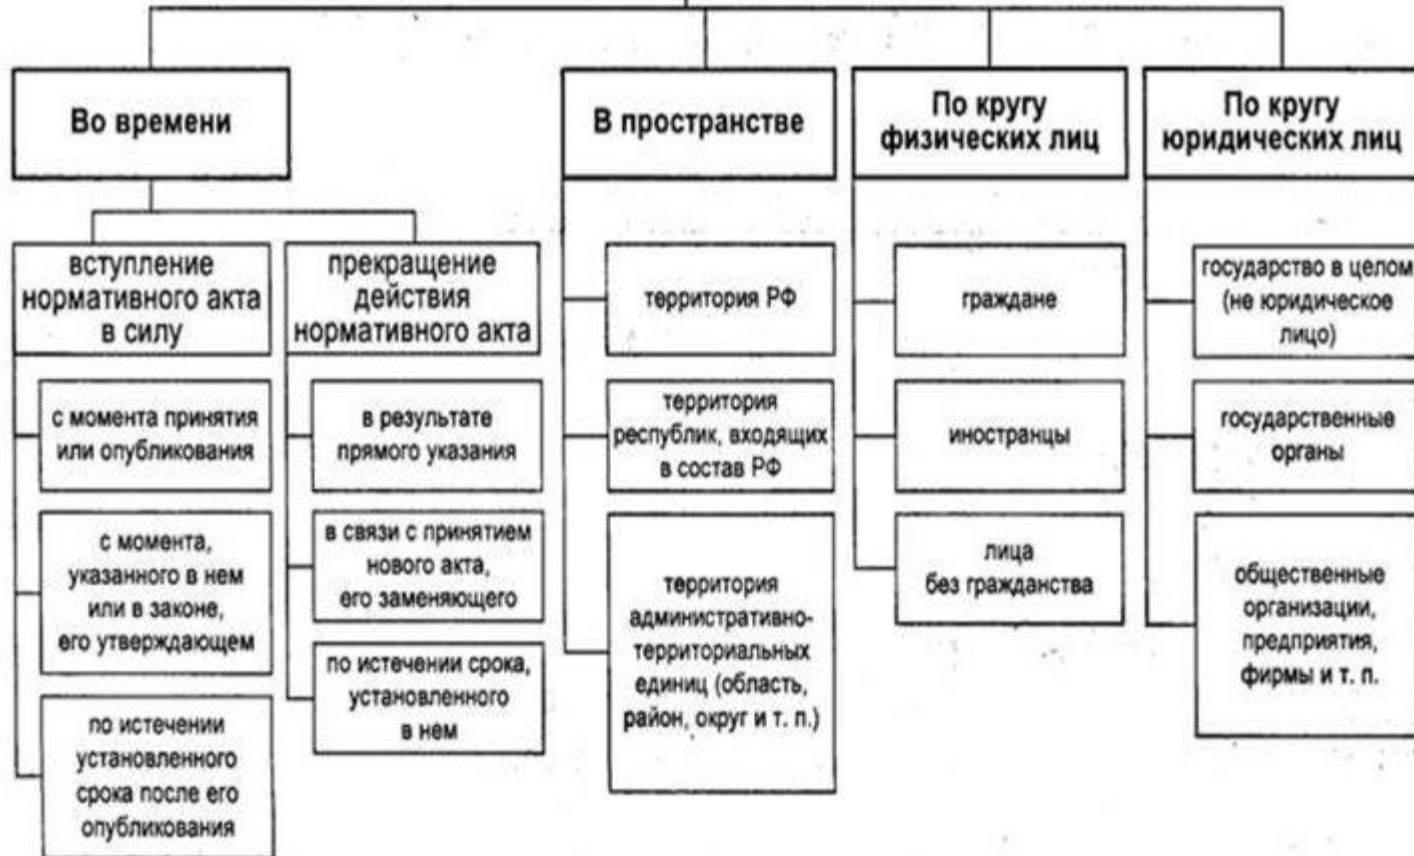 Во времени
В пространстве
По кругу
физических лиц
По кругу
юридических лиц
вступление
нормативного акта
в силу
прекращение
действия
нормативного акта
территория РФ
граждане
государство в целом
(не юридическое
лицо)
с момента принятия
или опубликования
в результате
прямого указания
территория
республик, входящих
в состав РФ
иностранцы
государственные
органы
с момента,
указанного в нем
или в законе,
его утверждающем
в связи с принятием
нового акта,
его заменяющего
территория
административно-
территориальных
единиц (область,
район, округ и т. п.)
лица
без гражданства
общественные
организации,
предприятия,
фирмы и т. п.
по истечении срока,
установленного
в нем
по истечении
установленного
срока после его
опубликования